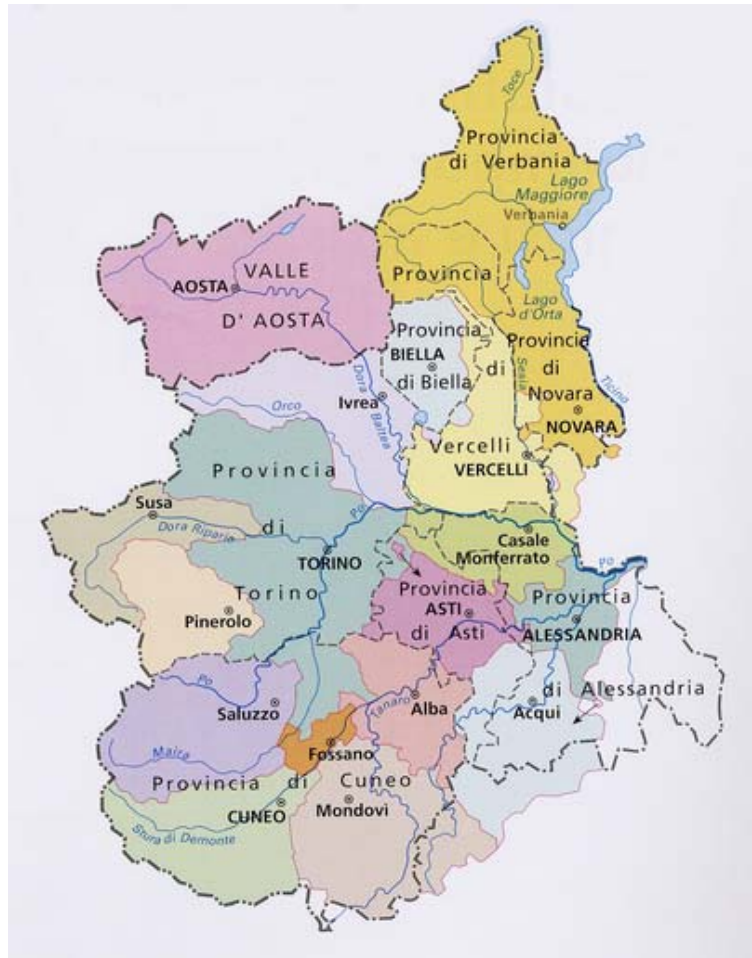 Toce
Provincia
di Verbania
Lago
Maggiore
Verbania
VALLE
AOSTA
D' AOSTA
Provincia
Lago
d'Orta
Provincia
BIELLA
di Biella
di
Sesia
Provincia
di
Novara
NOVARA
Ticino
Dora
Baltea
Ivrea
Orco
Vercelli
VERCELLI
Provincia
Susa
Dora Riparia
di
Po
TORINO
Torino
Casale
Monferrato
Po
Pinerolo
Provincia
ASTI
di Asti
Provincia
ALESSANDRIA
di Alessandria
Po
Saluzzo
Tanaro
Alba
Acqui
Maira
Fossano
Provincia di Cuneo
CUNEO
Mondovì
Stura di Demonte